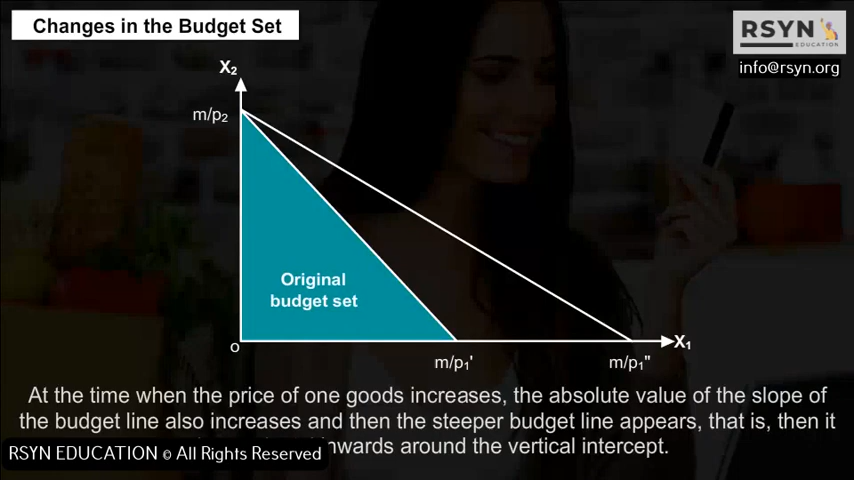 Changes in the Budget Set
RSYN
EDUCATION
info@rsyn.org
X₂
m/p₂
Original
budget set
o
m/p₁'
m/p₁"
X₁
At the time when the price of one goods increases, the absolute value of the slope of
the budget line also increases and then the steeper budget line appears, that is, then it
inwards around the vertical intercept.
RSYN EDUCATION © All Rights Reserved